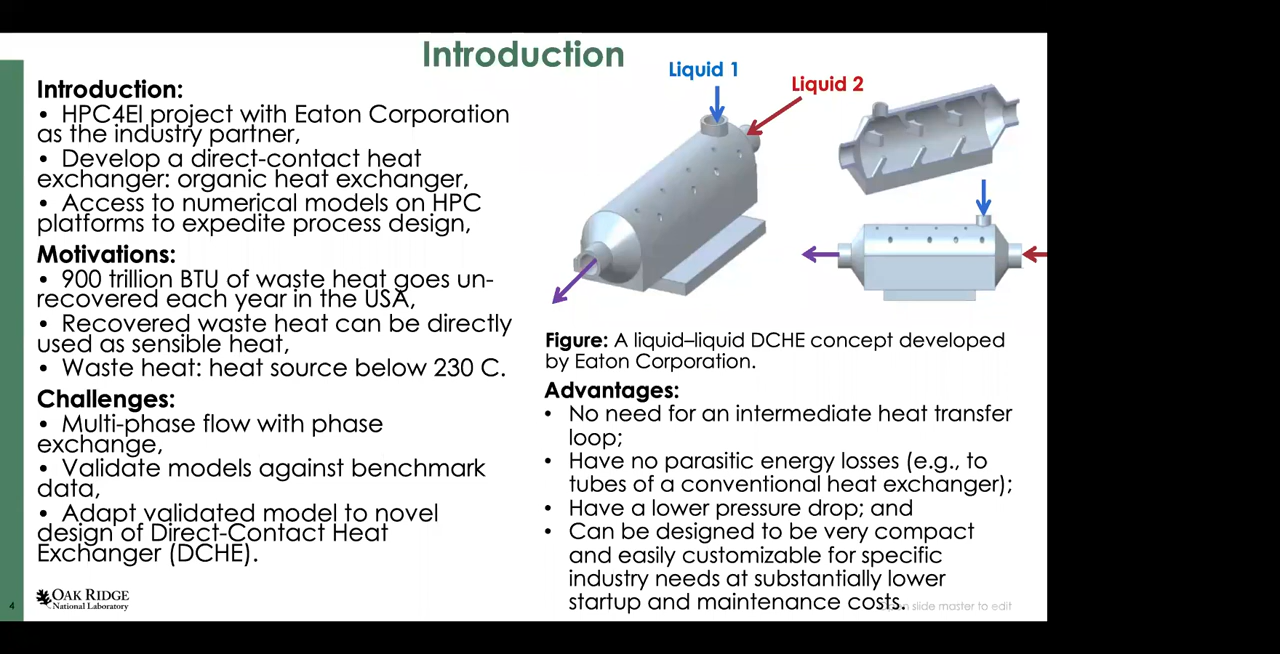 Introduction
Introduction:
• HPC4EI project with Eaton Corporation
as the industry partner,
• Develop a direct-contact heat
exchanger: organic heat exchanger,
• Access to numerical models on HPC
platforms to expedite process design,
Motivations:
• 900 trillion BTU of waste heat goes un-
recovered each year in the USA,
• Recovered waste heat can be directly
used as sensible heat,
• Waste heat: heat source below 230 C.
Challenges:
• Multi-phase flow with phase
exchange,
• Validate models against benchmark
data,
• Adapt validated model to novel
design of Direct-Contact Heat
Exchanger (DCHE).
Liquid 1
Liquid 2
Figure: A liquid–liquid DCHE concept developed
by Eaton Corporation.
Advantages:
• No need for an intermediate heat transfer
loop;
• Have no parasitic energy losses (e.g., to
tubes of a conventional heat exchanger);
• Have a lower pressure drop; and
• Can be designed to be very compact
and easily customizable for specific
industry needs at substantially lower
startup and maintenance costs.
4
OAK RIDGE
National Laboratory
slide master to edit